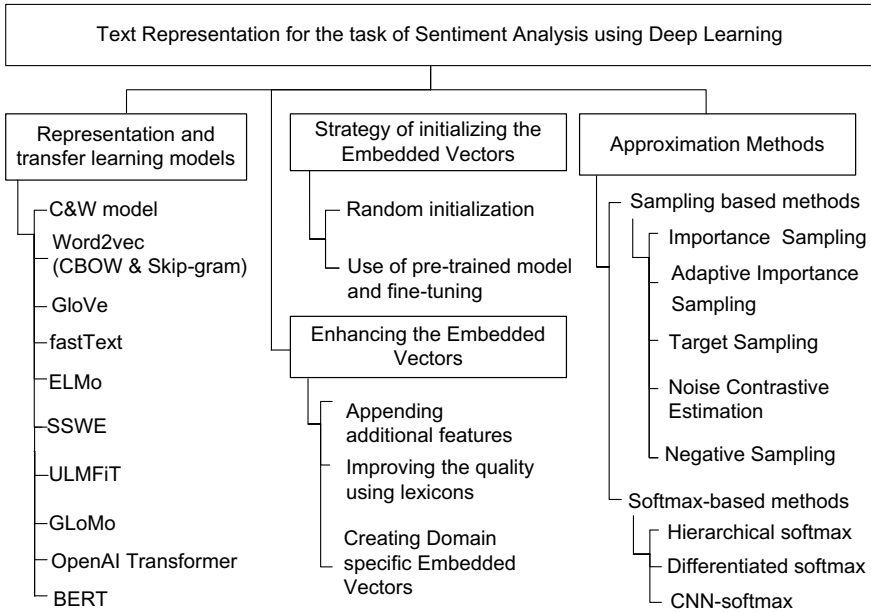 Text Representation for the task of Sentiment Analysis using Deep Learning
Representation and
transfer learning models
C&W model
Word2vec
(CBOW & Skip-gram)
GloVe
fastText
ELMo
SSWE
ULMFiT
GLoMo
OpenAI Transformer
BERT
Strategy of initializing the
Embedded Vectors
Random initialization
Use of pre-trained model
and fine-tuning
Enhancing the Embedded
Vectors
Appending
additional features
Improving the quality
using lexicons
Creating Domain
specific Embedded
Vectors
Approximation Methods
Sampling based methods
Importance Sampling
Adaptive Importance
Sampling
Target Sampling
Noise Contrastive
Estimation
Negative Sampling
Softmax-based methods
Hierarchical softmax
Differentiated softmax
CNN-softmax